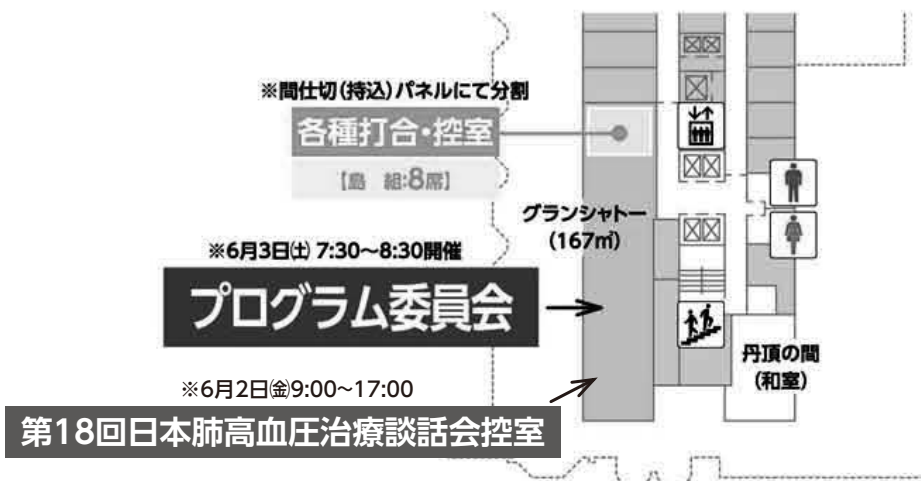 ※間仕切(持込)パネルにて分割
各種打合・控室
【島 組:8席】
グランシャトー
(167㎡)
※6月3日㈯ 7:30～8:30開催
プログラム委員会
丹頂の間
(和室)
※6月2日㈮9:00～17:00
第18回日本肺高血圧治療談話会控室